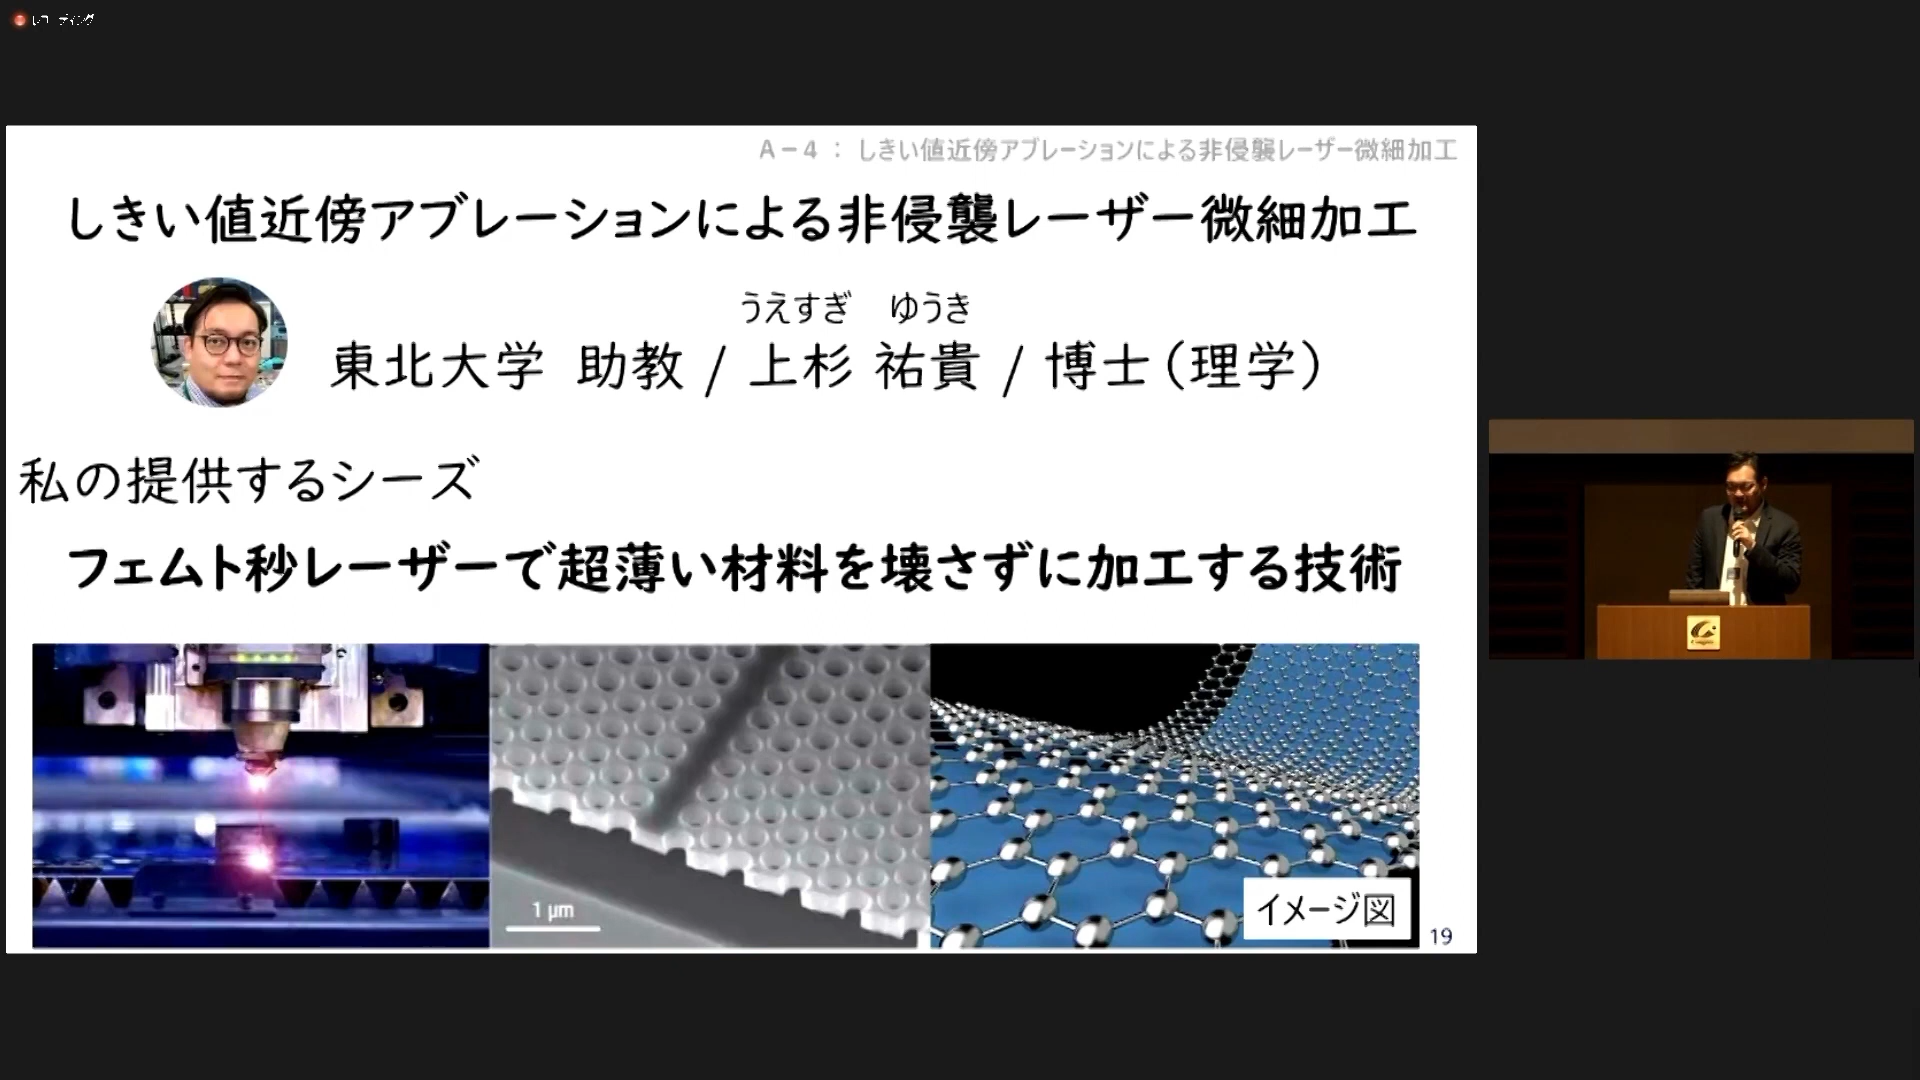 A－4 ： しきい値近傍アブレーションによる非侵襲レーザー微細加工
しきい値近傍アブレーションによる非侵襲レーザー微細加工
うえすぎ ゆうき
東北大学 助教 / 上杉 祐貴 / 博士（理学）
私の提供するシーズ
フェムト秒レーザーで超薄い材料を壊さずに加工する技術
1 μm
イメージ図
19